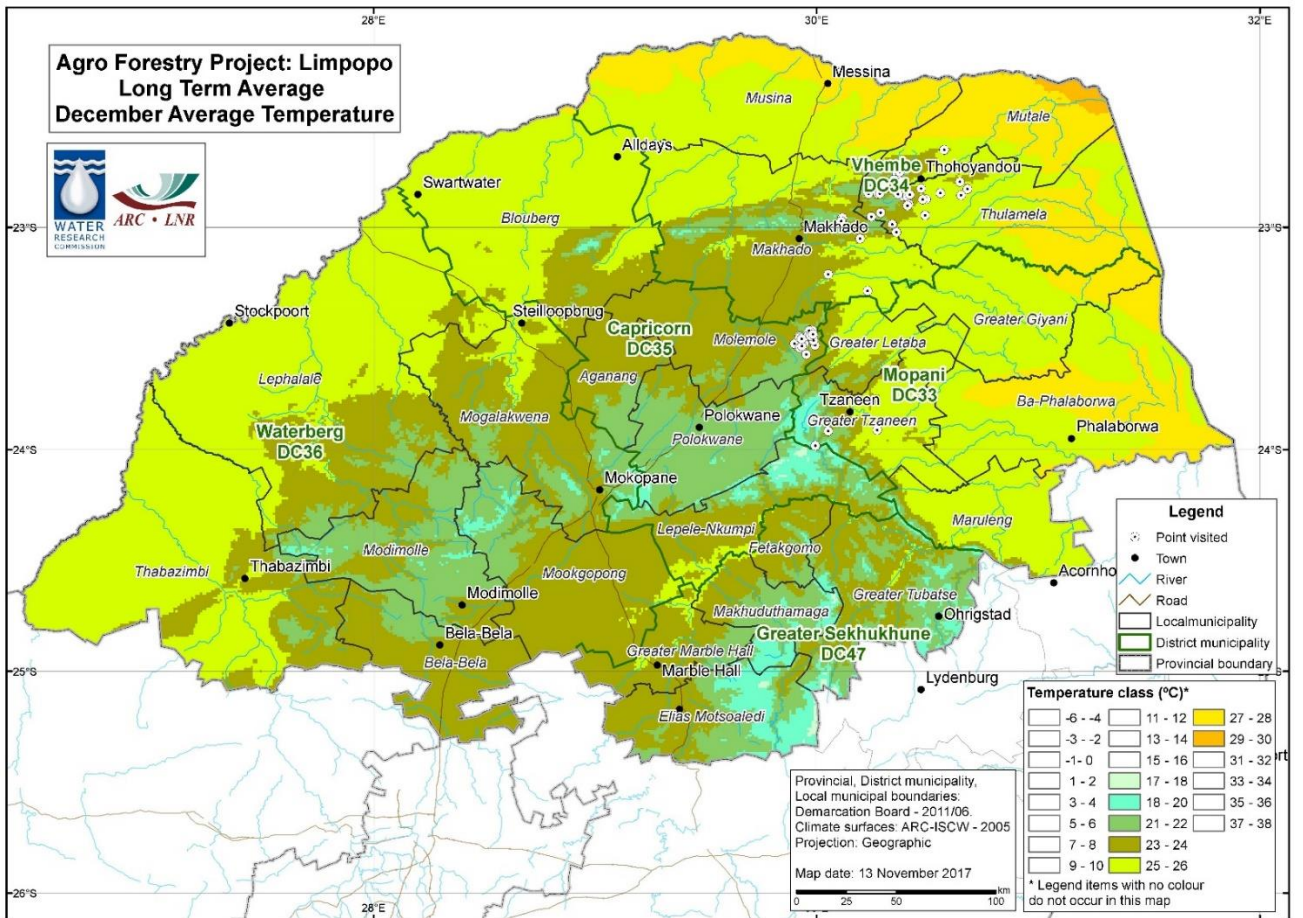 28°E
30°E
32°E
Agro Forestry Project: Limpopo
Long Term Average
December Average Temperature
WATER
RESEARCH
COMMISSION
ARC • LNR
Messina
Musina
Mutale
Alldays
Vhembe
DC34
Thohoyandou
Swartwater
Blouberg
Thulamela
23°S
23°S
Makhado
Makhado
Stockpoort
Steilloopbrug
Capricorn
DC35
Molemole
Greater Letaba
Greater Giyani
Lephalale
Aganang
Mopani
DC33
Mogalakwena
Tzaneen
Ba-Phalaborwa
Waterberg
DC36
Polokwane
Polokwane
Greater Tzaneen
Phalaborwa
24°S
24°S
Mokopane
Lepele-Nkumpi
Maruleng
Modimolle
Fetakgomo
Thabazimbi
Thabazimbi
Mookgopong
Greater Tubatse
Acornho
Modimolle
Makhuduthamaga
Ohrigstad
Bela-Bela
Bela-Bela
Greater Sekhukhune
DC47
Greater Marble Hall
Marble Hall
25°S
Lydenburg
Elias Motsoaledi
Legend
Point visited
Town
River
Road
Localmunicipality
District municipality
Provincial boundary
Temperature class (ºC)*
-6 - -4
-3 - -2
-1- 0
1 - 2
3 - 4
5 - 6
7 - 8
9 - 10
11 - 12
13 - 14
15 - 16
17 - 18
18 - 20
21 - 22
23 - 24
25 - 26
27 - 28
29 - 30
31 - 32
33 - 34
35 - 36
37 - 38
* Legend items with no colour
do not occur in this map
Provincial, District municipality,
Local municipal boundaries:
Demarcation Board - 2011/06.
Climate surfaces: ARC-ISCW - 2005
Projection: Geographic
Map date: 13 November 2017
km
0 25 50 100
26°S
26°S
28°E